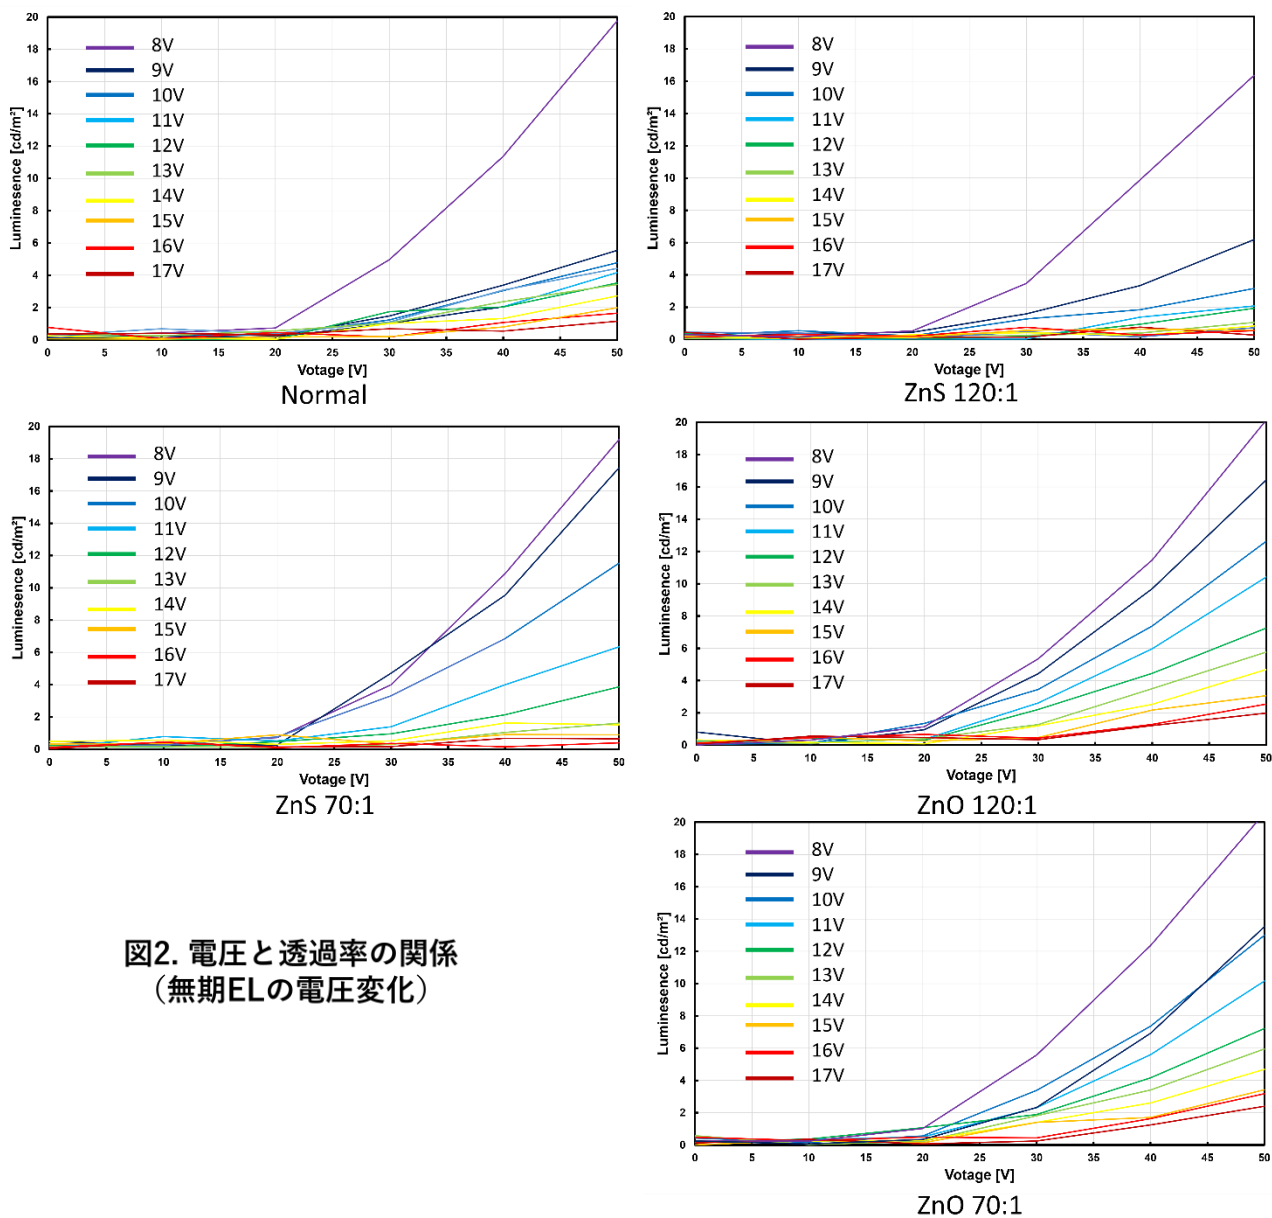 20
18
16
14
12
10
8
6
4
2
0
Luminesence [cd/m²]
8V
9V
10V
11V
12V
13V
14V
15V
16V
17V
0 5 10 15 20 25 30 35 40 45 50
Votage [V]
Normal
20
18
16
14
12
10
8
6
4
2
0
Luminesence [cd/m²]
8V
9V
10V
11V
12V
13V
14V
15V
16V
17V
0 5 10 15 20 25 30 35 40 45 50
Votage [V]
ZnS 120:1
20
18
16
14
12
10
8
6
4
2
0
Luminesence [cd/m²]
8V
9V
10V
11V
12V
13V
14V
15V
16V
17V
0 5 10 15 20 25 30 35 40 45 50
Votage [V]
ZnS 70:1
20
18
16
14
12
10
8
6
4
2
0
Luminesence [cd/m²]
8V
9V
10V
11V
12V
13V
14V
15V
16V
17V
0 5 10 15 20 25 30 35 40 45 50
Votage [V]
ZnO 120:1
図2. 電圧と透過率の関係
（無期ELの電圧変化）
20
18
16
14
12
10
8
6
4
2
0
Luminesence [cd/m²]
8V
9V
10V
11V
12V
13V
14V
15V
16V
17V
0 5 10 15 20 25 30 35 40 45 50
Votage [V]
ZnO 70:1